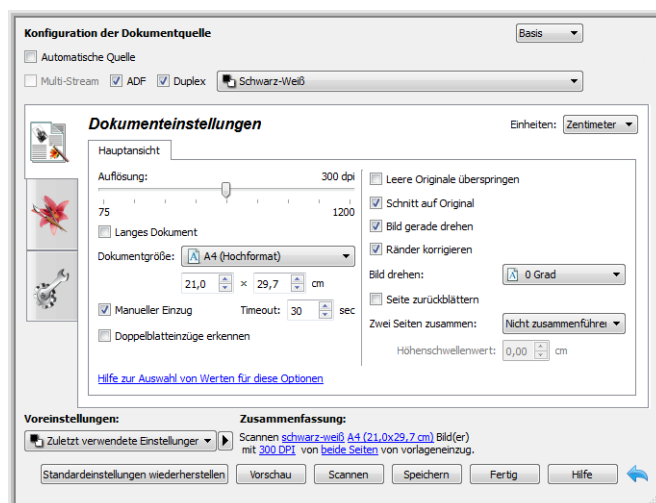 Konfiguration der Dokumentquelle
Basis
Automatische Quelle
Multi-Stream ADF Duplex Schwarz-Weiß
Dokumenteinstellungen
Einheiten: Zentimeter
Hauptansicht
Auflösung: 300 dpi
75 1200
Langes Dokument
Dokumentgröße: A4 (Hochformat)
21,0 × 29,7 cm
Manueller Einzug Timeout: 30 sec
Doppelblatteinzüge erkennen
Hilfe zur Auswahl von Werten für diese Optionen
Leere Originale überspringen
Schnitt auf Original
Bild gerade drehen
Ränder korrigieren
Bild drehen: 0 Grad
Seite zurückblättern
Zwei Seiten zusammen: Nicht zusammenführei
Höhenschwellenwert: 0,00 cm
Voreinstellungen:
Zuletzt verwendete Einstellunger
Zusammenfassung:
Scannen schwarz-weiß A4 (21,0x29,7 cm) Bild(er)
mit 300 DPI von beide Seiten von vorlageneinzug.
Standardeinstellungen wiederherstellen Vorschau Scannen Speichern Fertig Hilfe